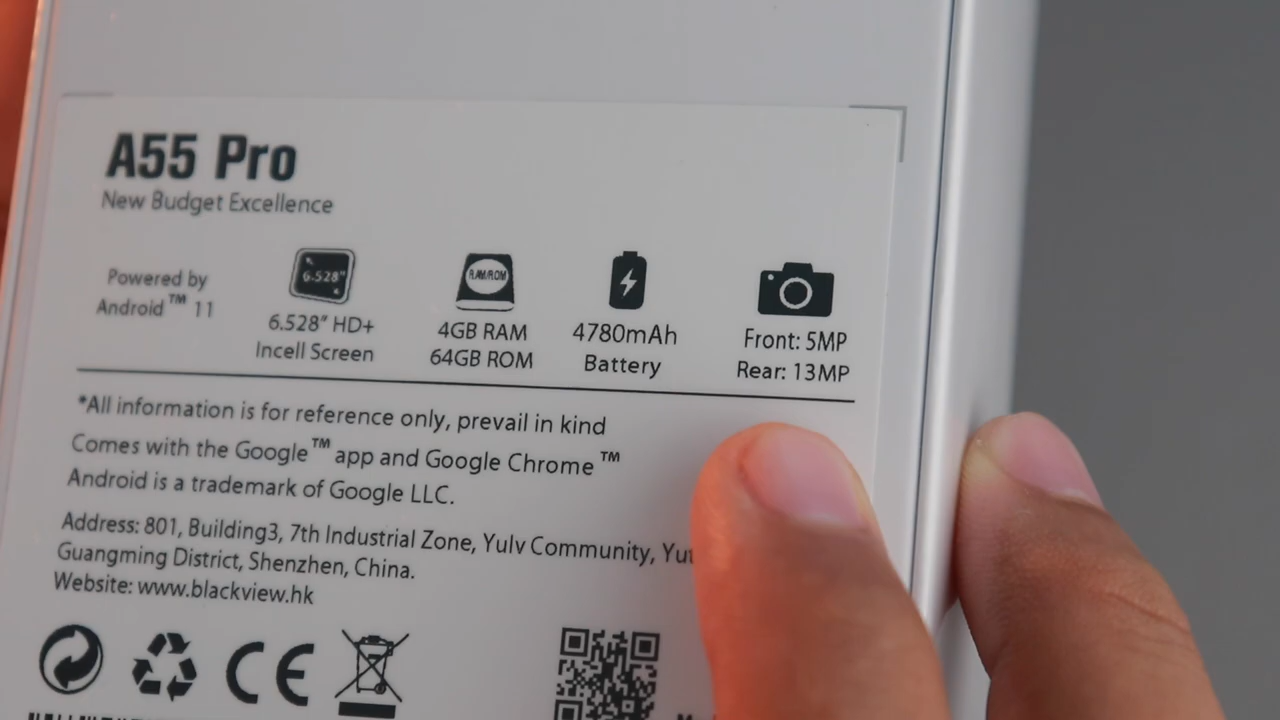 A55 Pro
New Budget Excellence
Powered by
Android™ 11
6.528"
6.528" HD+
Incell Screen
RAM/ROM
4GB RAM
64GB ROM
4780mAh
Battery
Front: 5MP
Rear: 13MP
*All information is for reference only, prevail in kind
Comes with the Google™ app and Google Chrome ™
Android is a trademark of Google LLC.
Address: 801, Building3, 7th Industrial Zone, Yulv Community,
Guangming District, Shenzhen, China.
Website: www.blackview.hk
CE